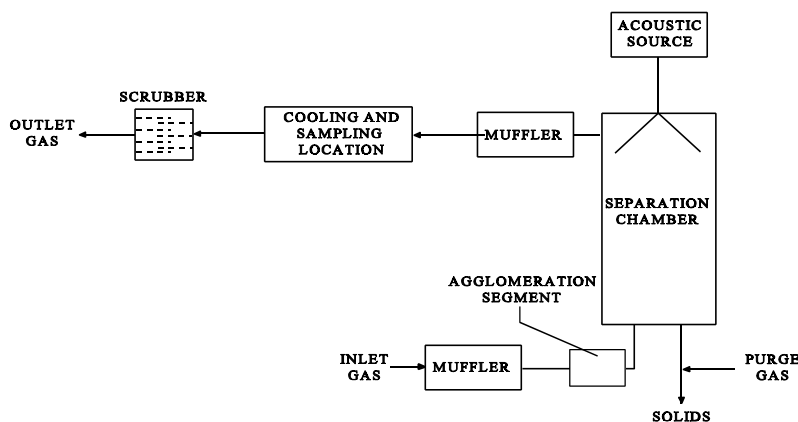 ACOUSTIC
SOURCE
SCRUBBER
OUTLET
GAS
COOLING AND
SAMPLING
LOCATION
MUFFLER
SEPARATION
CHAMBER
AGGLOMERATION
SEGMENT
INLET
GAS
MUFFLER
PURGE
GAS
SOLIDS